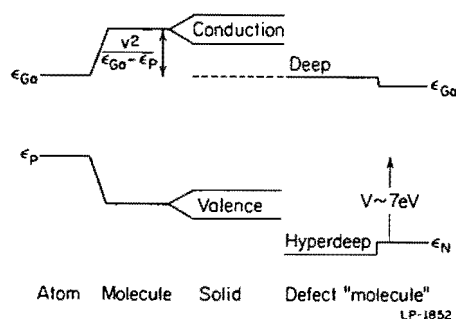 Conduction
V²
ϵGa−ϵP
ϵGa
Deep
ϵGa
ϵP
Valence
V~7eV
Hyperdeep
ϵN
Atom Molecule Solid Defect "molecule"
LP-1852